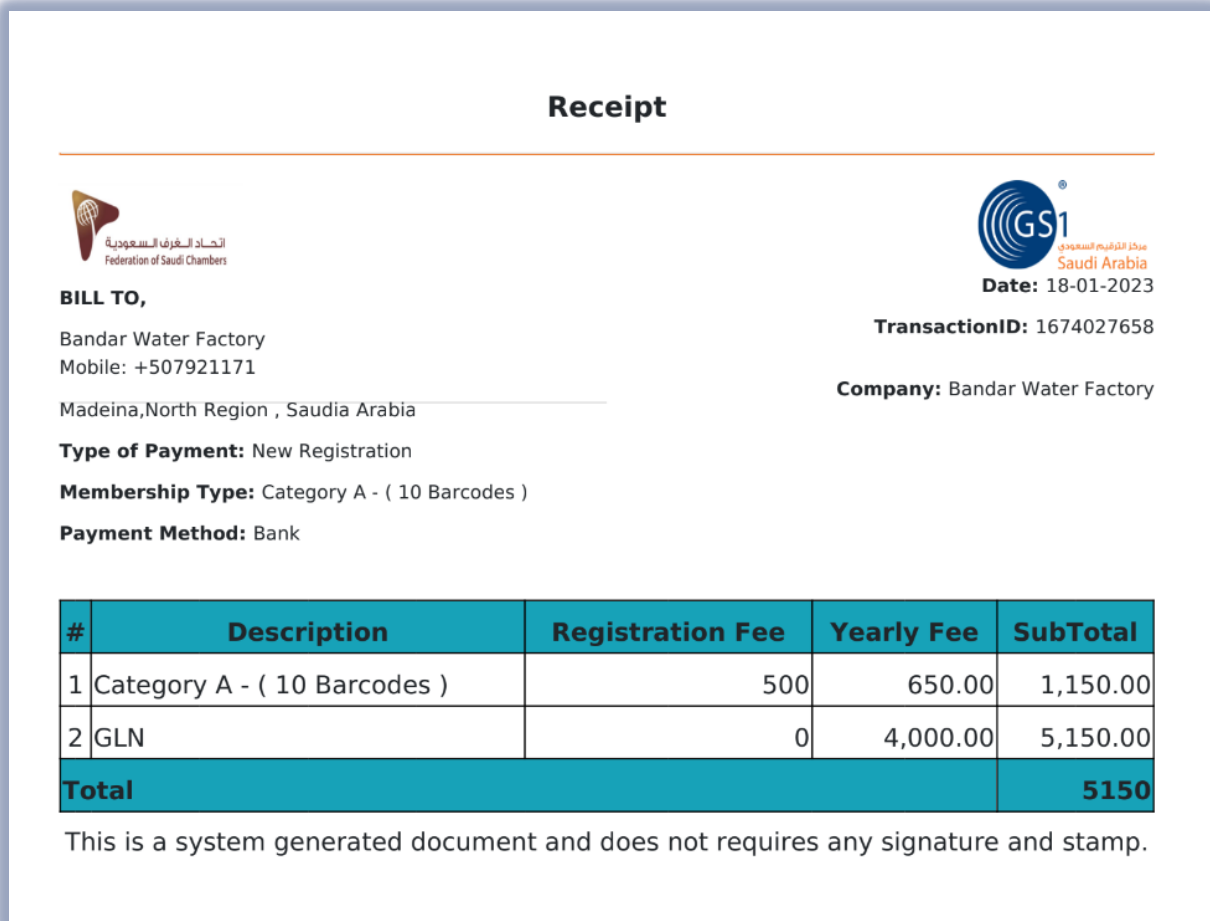 Receipt
اتحاد الغرف السعودية
Federation of Saudi Chambers
GS1
®
مركز الترقيم السعودي
Saudi Arabia
BILL TO,
Date: 18-01-2023
Bandar Water Factory
TransactionID: 1674027658
Mobile: +507921171
Company: Bandar Water Factory
Madeina,North Region , Saudia Arabia
Type of Payment: New Registration
Membership Type: Category A - ( 10 Barcodes )
Payment Method: Bank
# Description Registration Fee Yearly Fee SubTotal
1 Category A - ( 10 Barcodes ) 500 650.00 1,150.00
2 GLN 0 4,000.00 5,150.00
Total 5150
This is a system generated document and does not requires any signature and stamp.